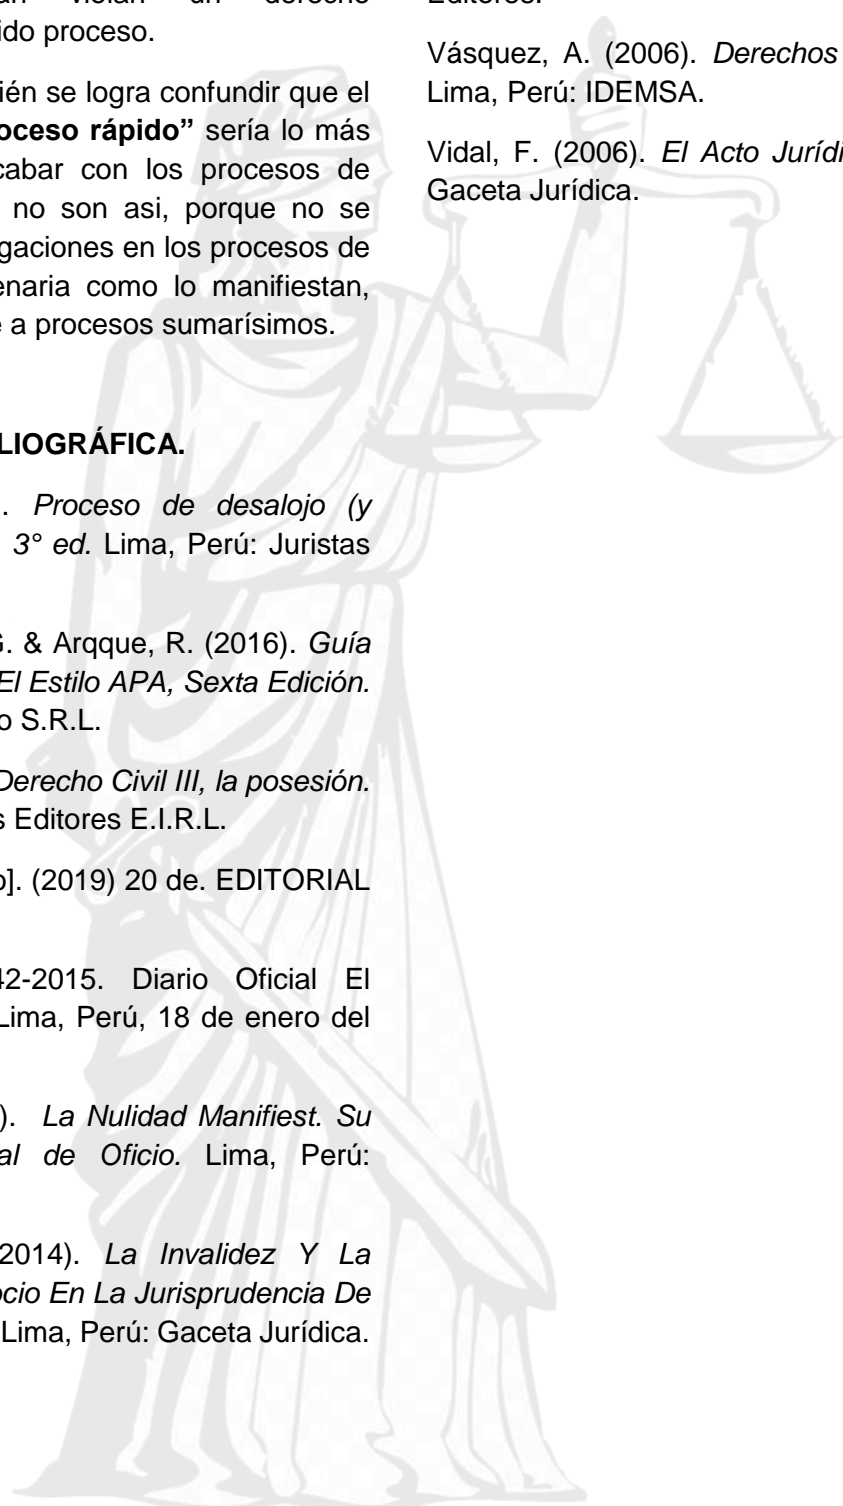 ido proceso.
ién se logra confundir que el
oceso rápido” sería lo más
cabar con los procesos de
no son asi, porque no se
gaciones en los procesos de
enaria como lo manifiestan,
e a procesos sumarísimos.
LIOGRÁFICA.
. Proceso de desalojo (y
3° ed. Lima, Perú: Juristas
G. & Arqque, R. (2016). Guía
El Estilo APA, Sexta Edición.
o S.R.L.
Derecho Civil III, la posesión.
s Editores E.I.R.L.
o]. (2019) 20 de. EDITORIAL
42-2015. Diario Oficial El
Lima, Perú, 18 de enero del
). La Nulidad Manifiest. Su
al de Oficio. Lima, Perú:
2014). La Invalidez Y La
ocio En La Jurisprudencia De
Lima, Perú: Gaceta Jurídica.
Vásquez, A. (2006). Derechos
Lima, Perú: IDEMSA.
Vidal, F. (2006). El Acto Jurídi
Gaceta Jurídica.